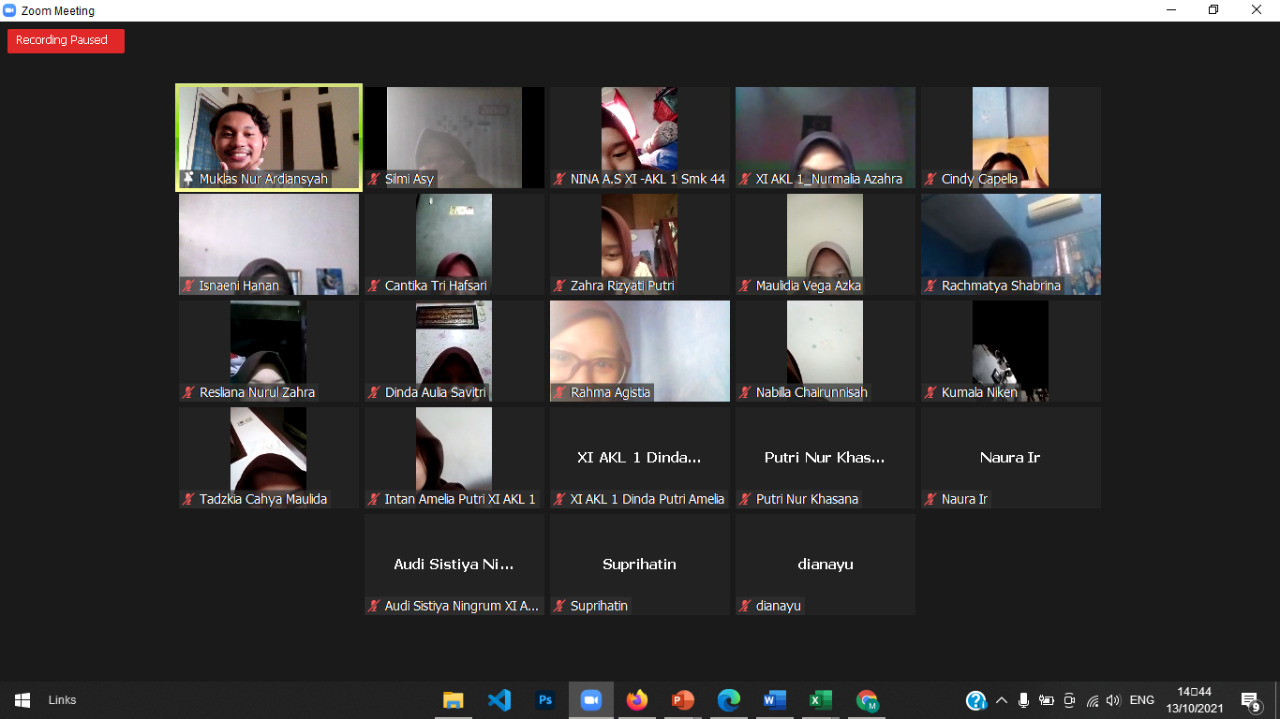 Zoom Meeting
Recording Paused
Muklas Nur Ardiansyah
Silmi Asy
NINA A.S XI -AKL 1 Smk 44
XI AKL 1_Nurmalia Azahra
Cindy Capella
Isnaeni Hanan
Cantika Tri Hafsari
Zahra Rizyati Putri
Maulidia Vega Azka
Rachmatya Shabrina
Resliana Nurul Zahra
Dinda Aulia Savitri
Rahma Agistia
Nabilla Chairunnisah
Kumala Niken
Tadzkia Cahya Maulida
Intan Amelia Putri XI AKL 1
XI AKL 1 Dinda...
XI AKL 1 Dinda Putri Amelia
Putri Nur Khas...
Putri Nur Khasana
Naura Ir
Naura Ir
Audi Sistiya Ni...
Audi Sistiya Ningrum XI A...
Suprihatin
Suprihatin
dianayu
dianayu
Links
Ps
ENG
14:44
13/10/2021
9